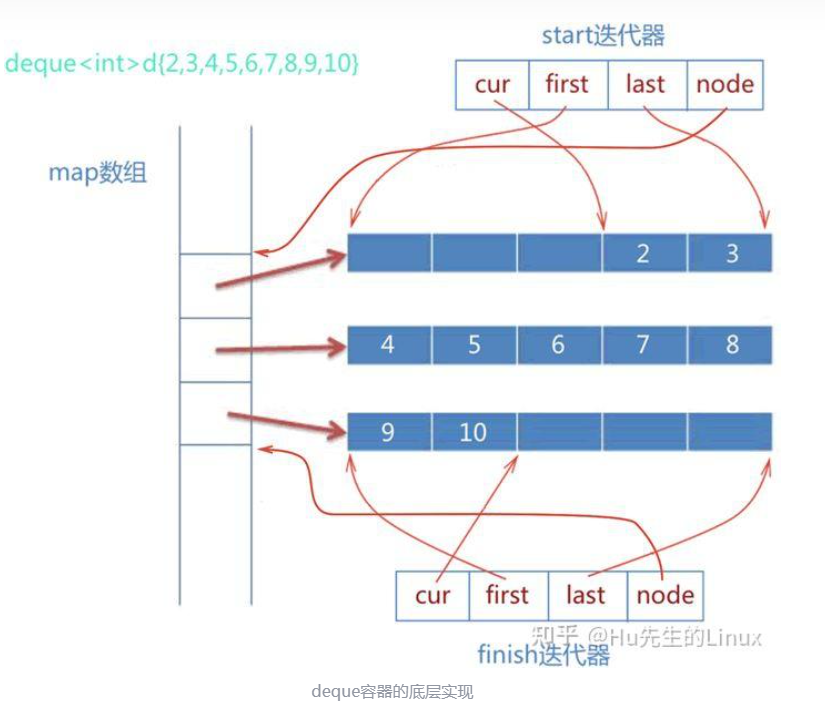 start迭代器
deque<int>d{2,3,4,5,6,7,8,9,10}
cur first last node
map数组
2 3
4 5 6 7 8
9 10
cur first last node
知乎 @Hu先生的Linux
finish迭代器
deque容器的底层实现